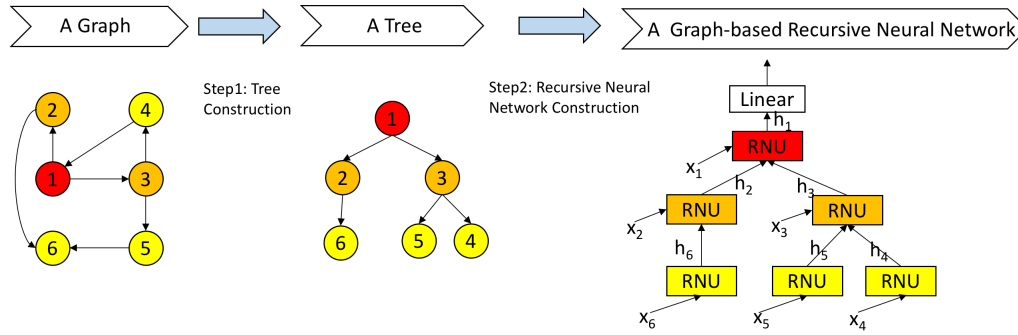 A Graph
A Tree
A Graph-based Recursive Neural Network
Step1: Tree
Construction
Step2: Recursive Neural
Network Construction
2
4
1
3
6
5
1
2
3
6
5
4
Linear
h1
RNU
x1
h2
h3
RNU
RNU
x2
x3
h6
h5
h4
RNU
RNU
RNU
x6
x5
x4